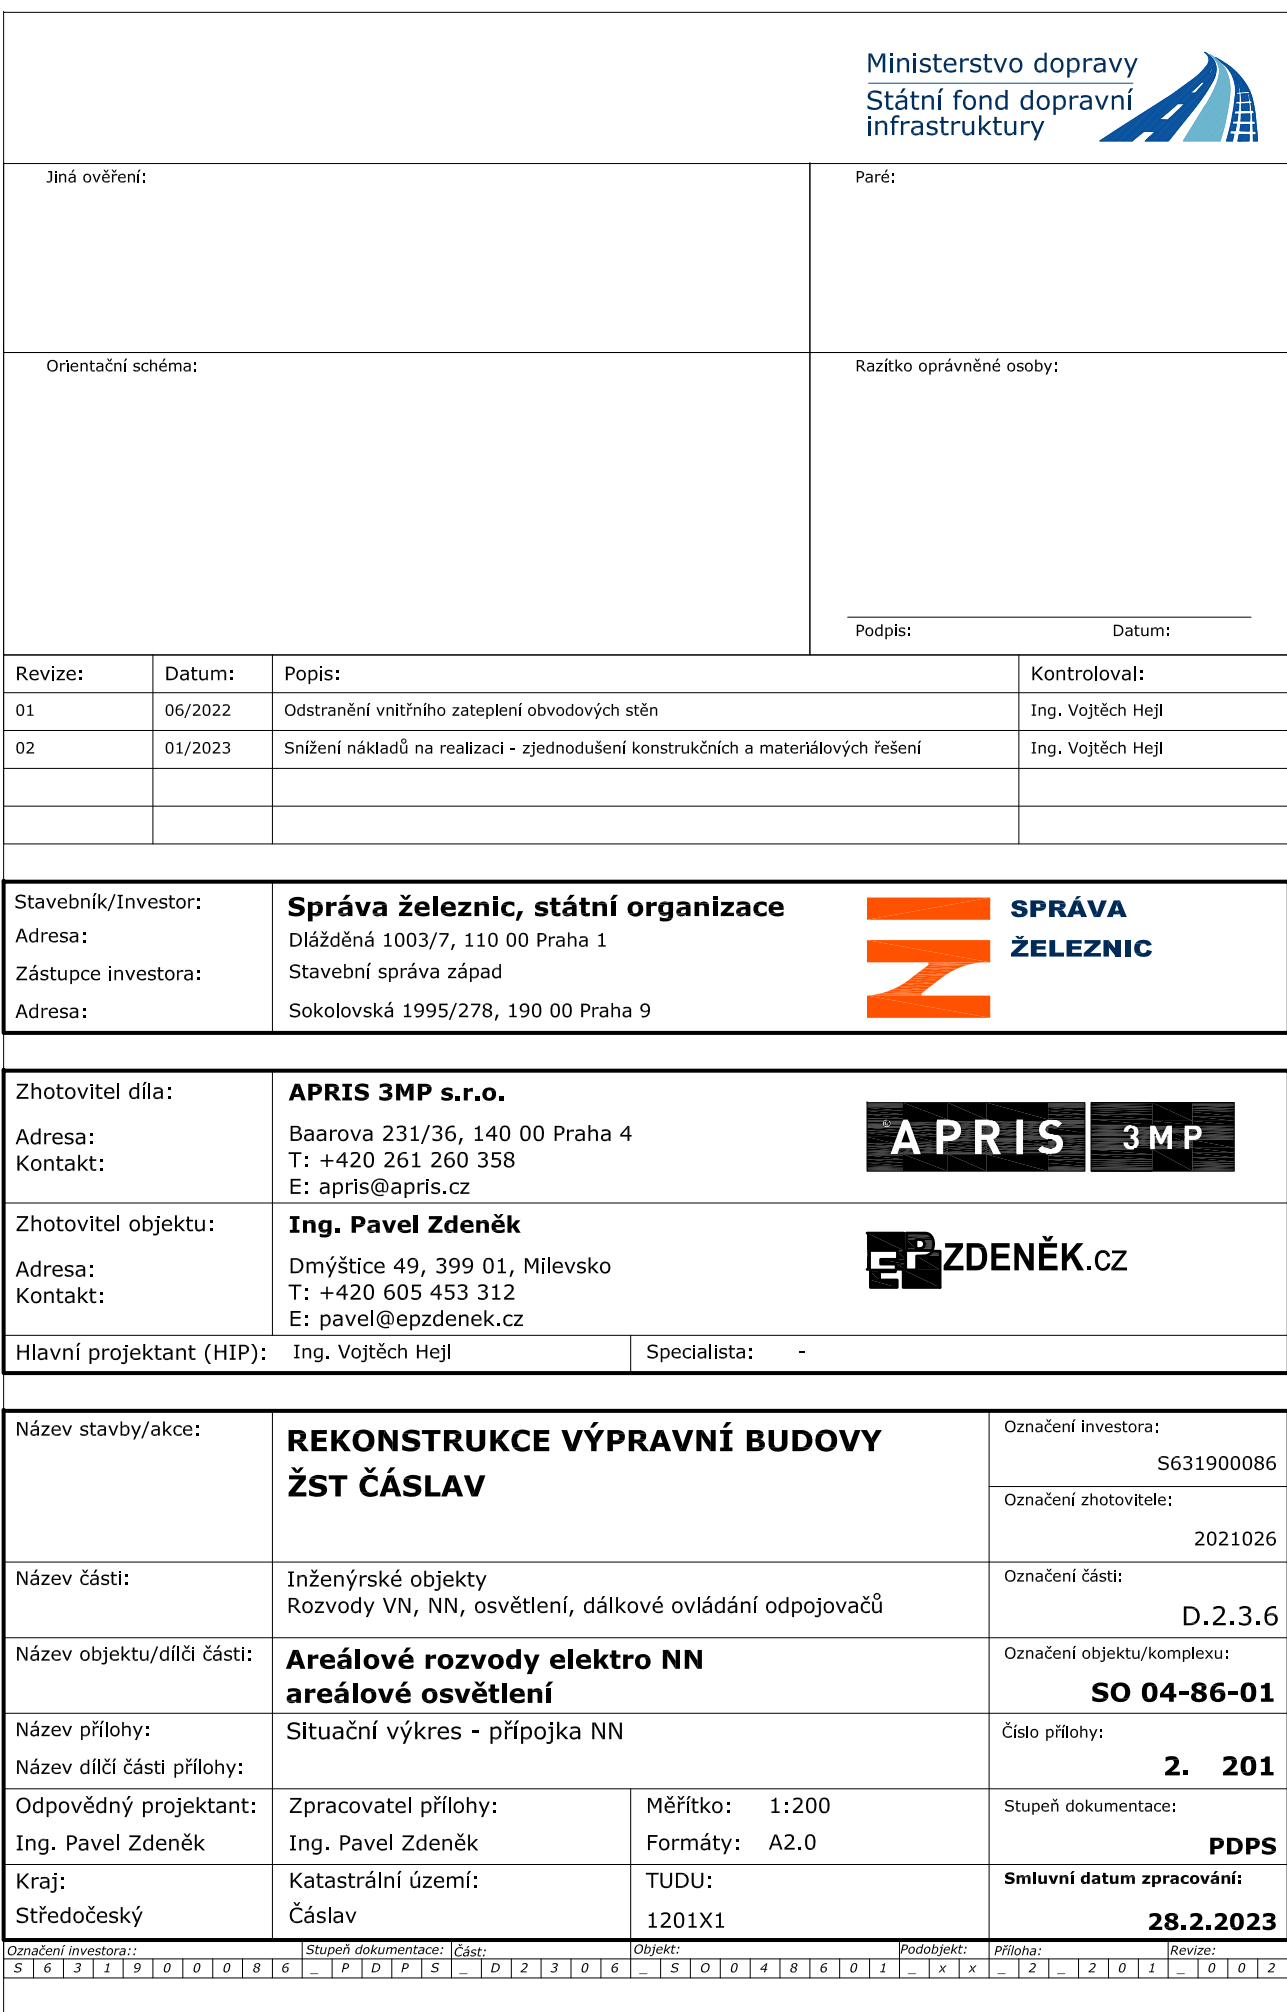 Ministerstvo dopravy
Státní fond dopravní
infrastruktury
Jiná ověření:
Paré:
Orientační schéma:
Razítko oprávněné osoby:
Podpis: Datum:
Revize: Datum: Popis: Kontroloval:
01 06/2022 Odstranění vnitřního zateplení obvodových stěn Ing. Vojtěch Hejl
02 01/2023 Snížení nákladů na realizaci - zjednodušení konstrukčních a materiálových řešení Ing. Vojtěch Hejl
Stavebník/Investor: Správa železnic, státní organizace
Adresa: Dlážděná 1003/7, 110 00 Praha 1
Zástupce investora: Stavební správa západ
Adresa: Sokolovská 1995/278, 190 00 Praha 9
SPRÁVA
ŽELEZNIC
Zhotovitel díla: APRIS 3MP s.r.o.
Adresa: Baarova 231/36, 140 00 Praha 4
Kontakt: T: +420 261 260 358
E: apris@apris.cz
®APRIS 3MP
Zhotovitel objektu: Ing. Pavel Zdeněk
Adresa: Dmýštice 49, 399 01, Milevsko
Kontakt: T: +420 605 453 312
E: pavel@epzdenek.cz
EPZDENĚK.CZ
Hlavní projektant (HIP): Ing. Vojtěch Hejl Specialista: -
Název stavby/akce: REKONSTRUKCE VÝPRAVNÍ BUDOVY
ŽST ČÁSLAV
Označení investora:
S631900086
Označení zhotovitele:
2021026
Název části: Inženýrské objekty
Rozvody VN, NN, osvětlení, dálkové ovládání odpojovačů
Označení části:
D.2.3.6
Název objektu/dílči části: Areálové rozvody elektro NN
areálové osvětlení
Označení objektu/komplexu:
SO 04-86-01
Název přílohy: Situační výkres - přípojka NN
Název dílčí části přílohy:
Číslo přílohy:
2. 201
Odpovědný projektant: Zpracovatel přílohy: Měřítko: 1:200
Ing. Pavel Zdeněk Ing. Pavel Zdeněk Formáty: A2.0
Stupeň dokumentace:
PDPS
Kraj: Katastrální území: TUDU:
Středočeský Čáslav 1201X1
Smluvní datum zpracování:
28.2.2023
Označení investora:: Stupeň dokumentace: Část: Objekt: Podobjekt: Příloha: Revize:
S 6 3 1 9 0 0 0 8 6 _ P D P S _ D 2 3 0 6 _ S O 0 4 8 6 0 1 _ x x _ 2 _ 2 0 1 _ 0 0 2